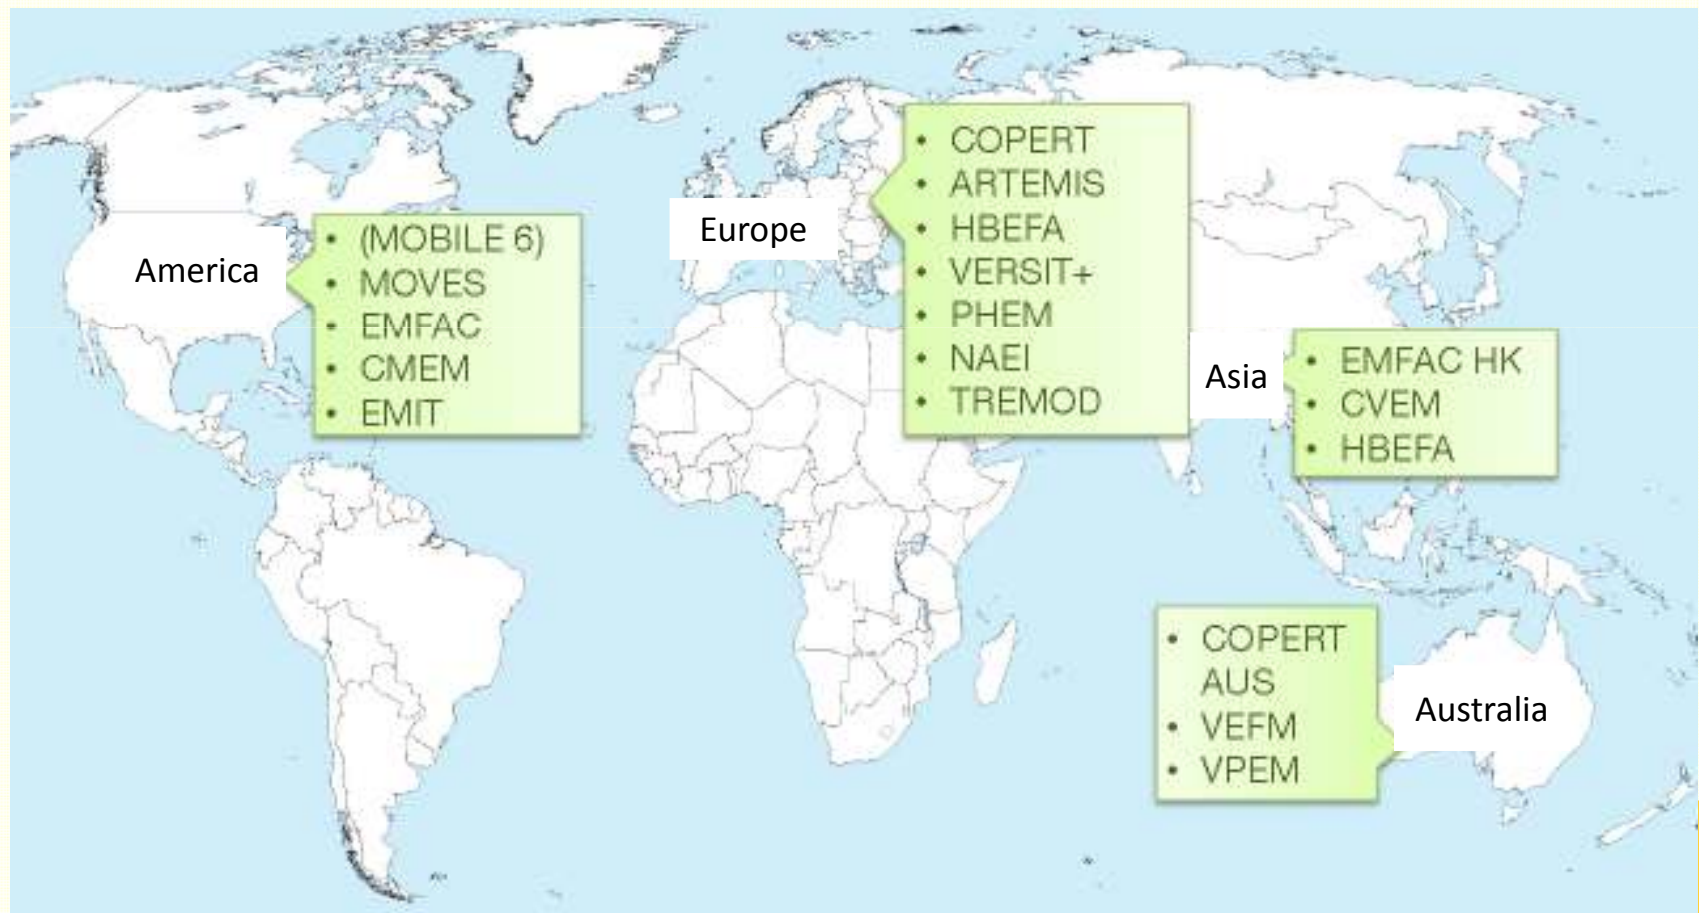 America
• (MOBILE 6)
• MOVES
• EMFAC
• CMEM
• EMIT
Europe
• COPERT
• ARTEMIS
• HBEFA
• VERSIT+
• PHEM
• NAEI
• TREMOD
Asia
• EMFAC HK
• CVEM
• HBEFA
• COPERT
AUS
• VEFM
• VPEM
Australia